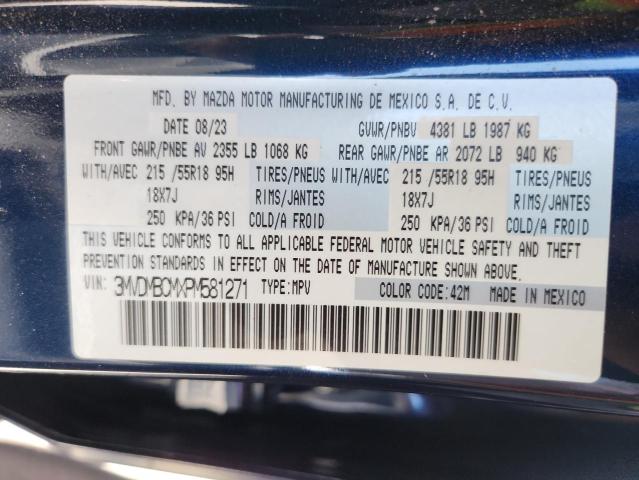 MFD. BY MAZDA MOTOR MANUFACTURING DE MEXICO S.A. DE C.V.
DATE 08/23 GVWR/PNBV 4381 LB 1987 KG
FRONT GAWR/PNBE AV 2355 LB 1068 KG REAR GAWR/PNBE AR 2072 LB 940 KG
WITH/AVEC 215 /55R18 95H TIRES/PNEUS WITH/AVEC 215 /55R18 95H TIRES/PNEUS
18X7J RIMS/JANTES 18X7J RIMS/JANTES
250 KPA/36 PSI COLD/A FROID 250 KPA/36 PSI COLD/A FROID
THIS VEHICLE CONFORMS TO ALL APPLICABLE FEDERAL MOTOR VEHICLE SAFETY AND THEFT
PREVENTION STANDARDS IN EFFECT ON THE DATE OF MANUFACTURE SHOWN ABOVE.
VIN: 3MVDMBCMXPM581271 TYPE:MPV COLOR CODE:42M MADE IN MEXICO